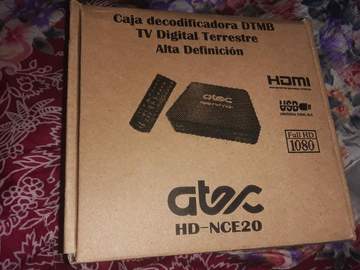 Caja decodificadora DTMB
TV Digital Terrestre
Alta Definición
HDMI
USB
Full HD
1080
atec
HD-NCE20